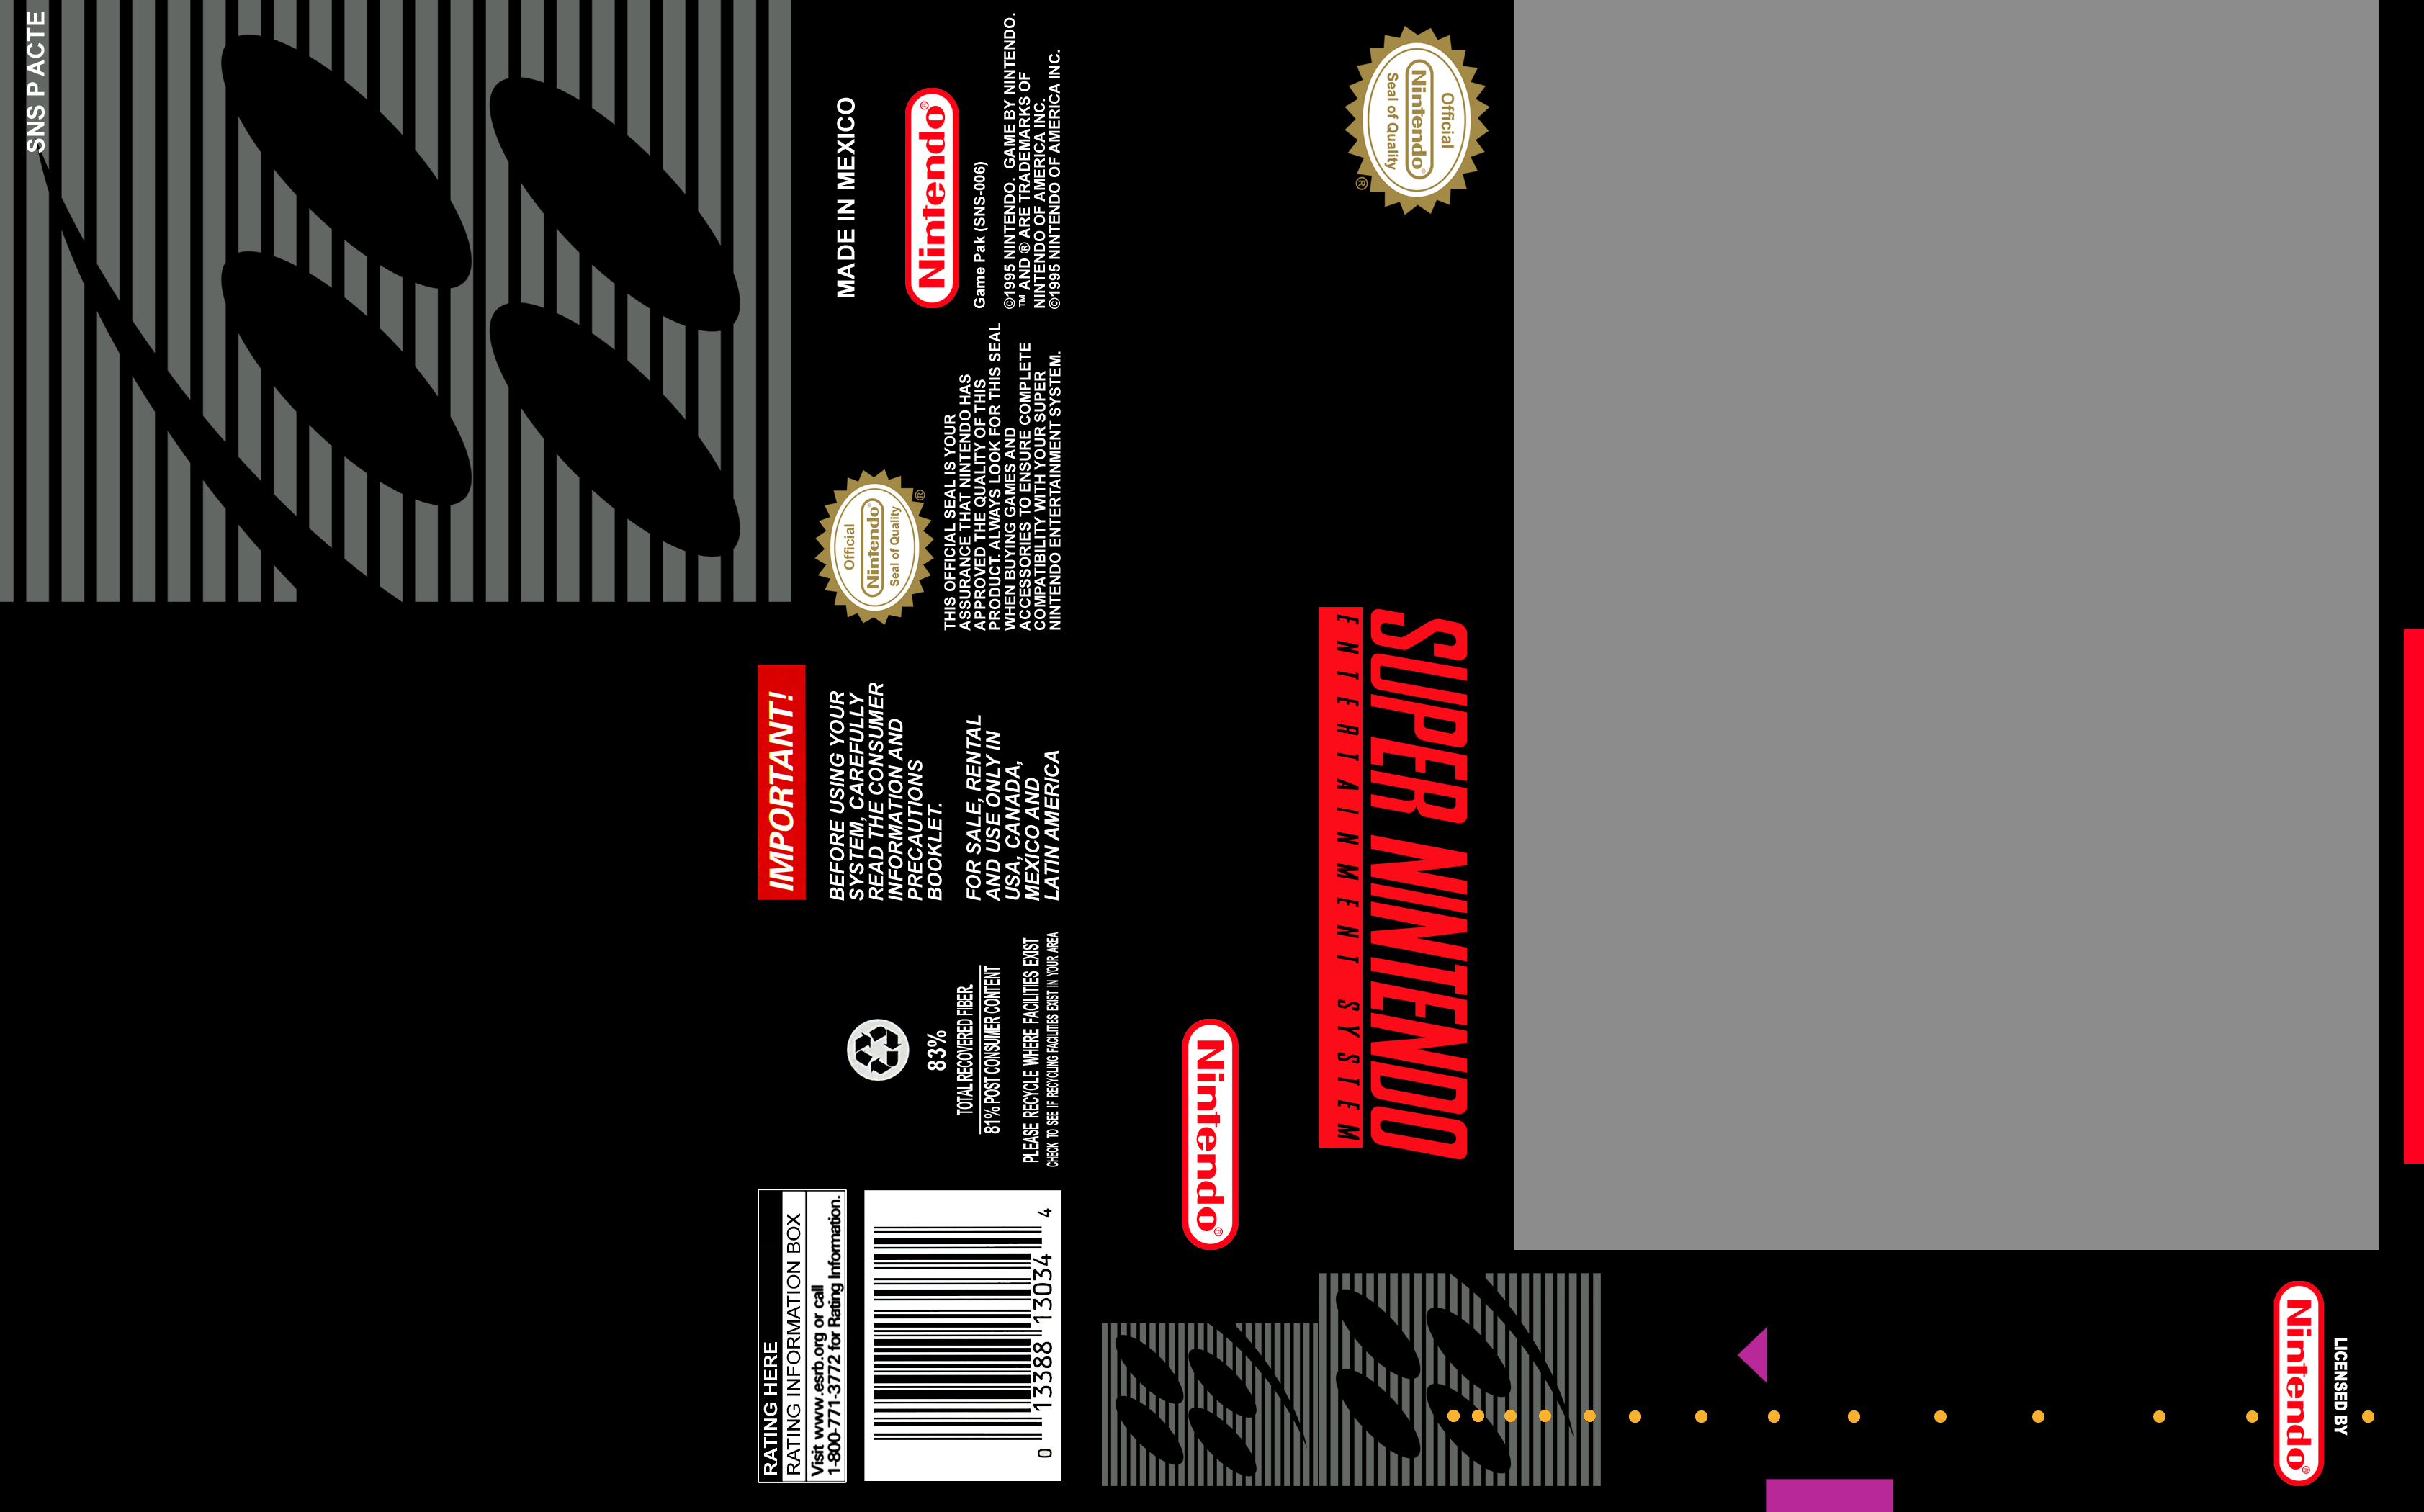 SNS P ACTE
MADE IN MEXICO
Nintendo®
Game Pak (SNS-006)
©1995 NINTENDO. GAME BY NINTENDO.
™ AND ® ARE TRADEMARKS OF
NINTENDO OF AMERICA INC.
©1995 NINTENDO OF AMERICA INC.
Official
Nintendo®
Seal of Quality
®
THIS OFFICIAL SEAL IS YOUR
ASSURANCE THAT NINTENDO HAS
APPROVED THE QUALITY OF THIS
PRODUCT. ALWAYS LOOK FOR THIS SEAL
WHEN BUYING GAMES AND
ACCESSORIES TO ENSURE COMPLETE
COMPATIBILITY WITH YOUR SUPER
NINTENDO ENTERTAINMENT SYSTEM.
IMPORTANT!
BEFORE USING YOUR
SYSTEM, CAREFULLY
READ THE CONSUMER
INFORMATION AND
PRECAUTIONS
BOOKLET.
FOR SALE, RENTAL
AND USE ONLY IN
USA, CANADA,
MEXICO AND
LATIN AMERICA
83%
TOTAL RECOVERED FIBER.
81% POST CONSUMER CONTENT
PLEASE RECYCLE WHERE FACILITIES EXIST
CHECK TO SEE IF RECYCLING FACILITIES EXIST IN YOUR AREA
RATING HERE
RATING INFORMATION BOX
Visit www.esrb.org or call
1-800-771-3772 for Rating Information.
0 13388 13034 4
Official
Nintendo®
Seal of Quality
®
SUPER NINTENDO
ENTERTAINMENT SYSTEM
Nintendo®
LICENSED BY
Nintendo®